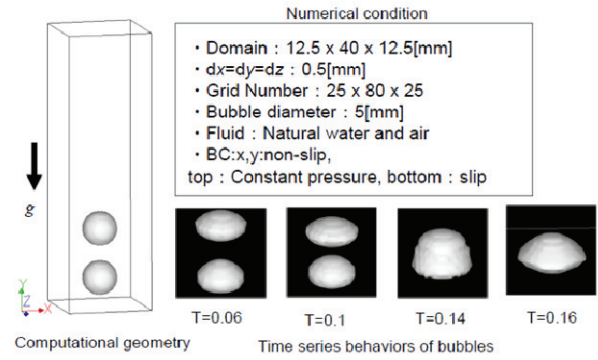 Numerical condition
・Domain : 12.5 x 40 x 12.5[mm]
・dx=dy=dz : 0.5[mm]
・Grid Number : 25 x 80 x 25
・Bubble diameter : 5[mm]
・Fluid : Natural water and air
・BC:x,y:non-slip,
top : Constant pressure, bottom : slip
g
Y
Z X
T=0.06 T=0.1 T=0.14 T=0.16
Computational geometry
Time series behaviors of bubbles